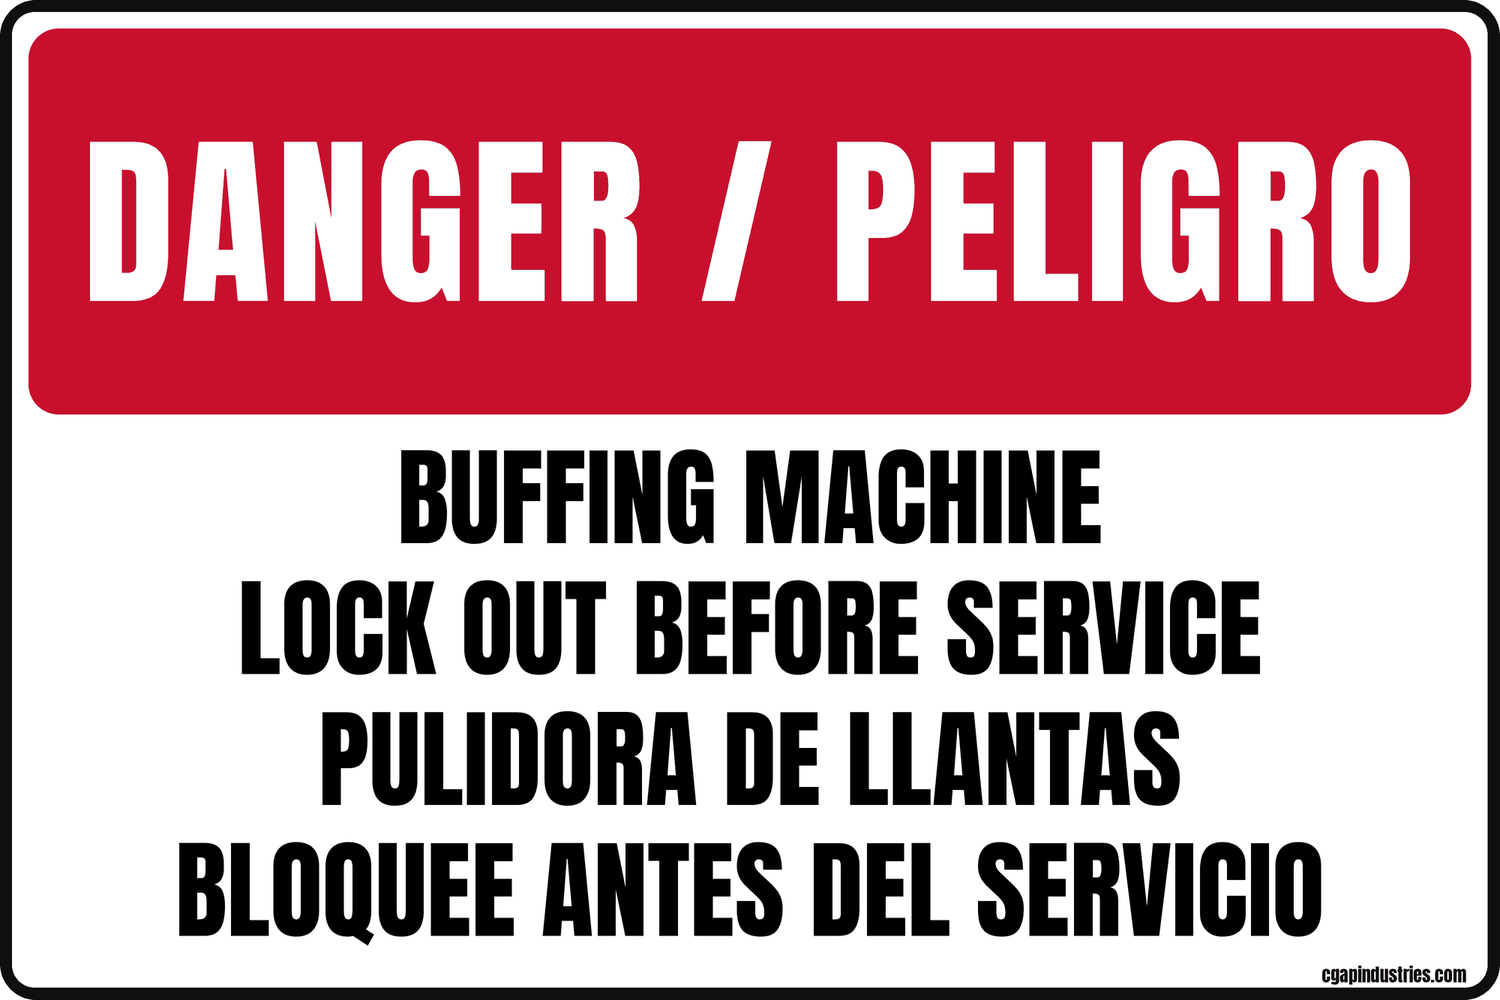 DANGER / PELIGRO
BUFFING MACHINE
LOCK OUT BEFORE SERVICE
PULIDORA DE LLANTAS
BLOQUEE ANTES DEL SERVICIO
cgapindustries.com